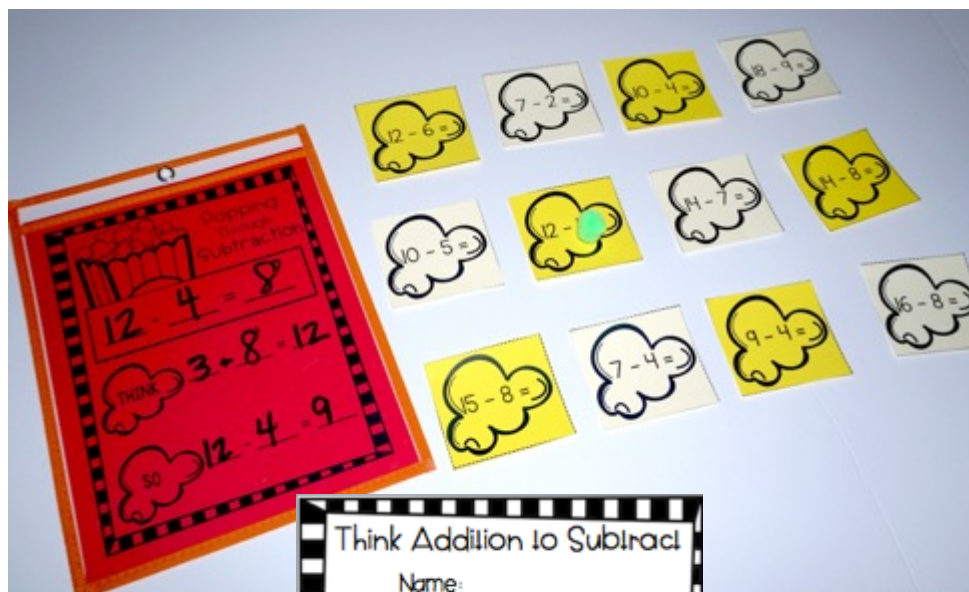 12 - 6 =
7 - 2 =
10 - 4 =
18 - 9 =
10 - 5 =
12 -
14 - 7 =
14 - 8 =
15 - 8 =
7 - 4 =
9 - 4 =
16 - 8 =
Popping
Through
Subtraction
12 - 4 = 8
THINK 3 + 8 = 12
SO 12 - 4 = 9
Think Addition to Subtract
Name: